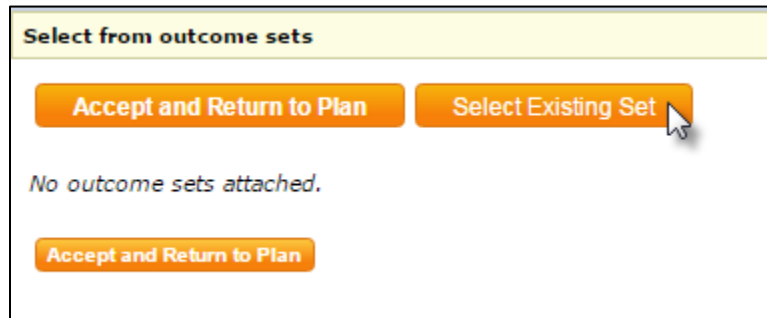 Select from outcome sets
Accept and Return to Plan Select Existing Set
No outcome sets attached.
Accept and Return to Plan